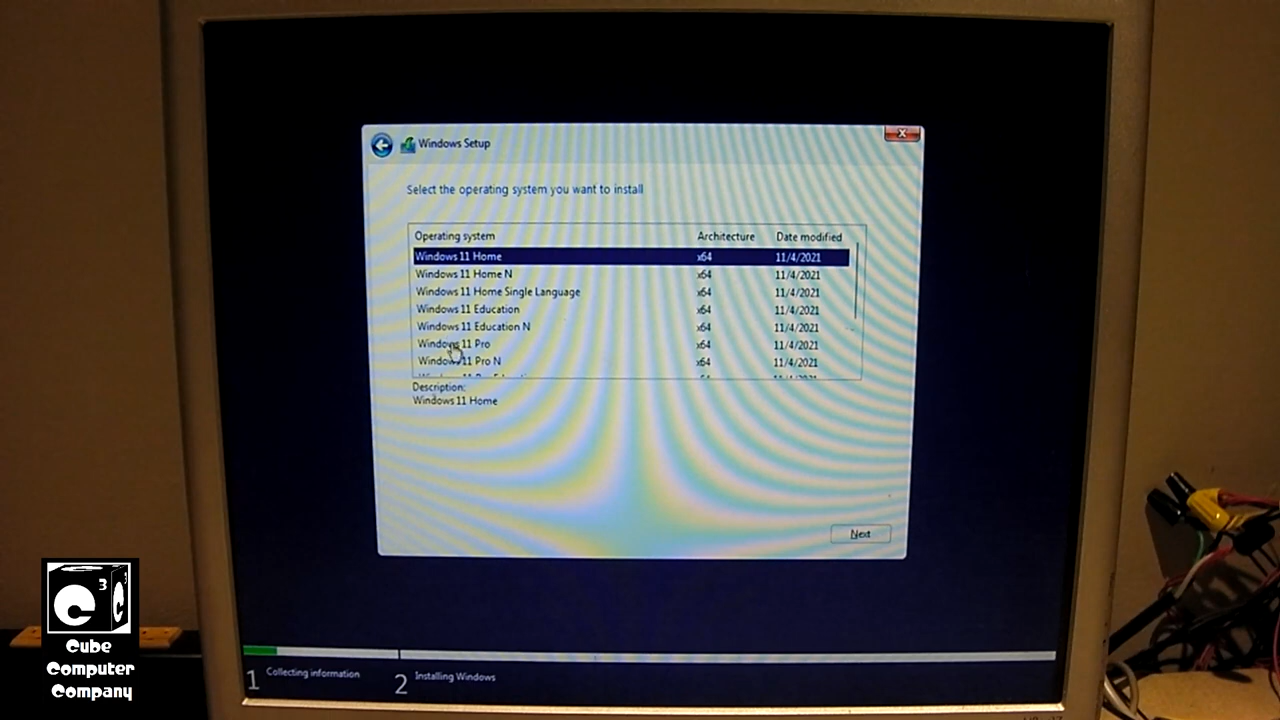 Windows Setup
Select the operating system you want to install
Operating system Architecture Date modified
Windows 11 Home x64 11/4/2021
Windows 11 Home N x64 11/4/2021
Windows 11 Home Single Language x64 11/4/2021
Windows 11 Education x64 11/4/2021
Windows 11 Education N x64 11/4/2021
Windows 11 Pro x64 11/4/2021
Windows 11 Pro N x64 11/4/2021
Description:
Windows 11 Home
Next
1 Collecting information 2 Installing Windows
3
Cube
Computer
Company